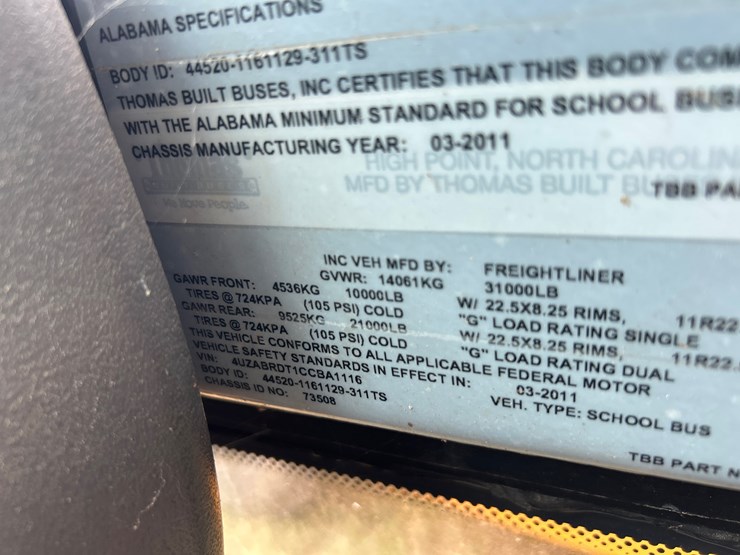 ALABAMA SPECIFICATIONS
BODY ID: 44520-1161129-311TS
THOMAS BUILT BUSES, INC CERTIFIES THAT THIS BODY COM
WITH THE ALABAMA MINIMUM STANDARD FOR SCHOOL BUS
CHASSIS MANUFACTURING YEAR: 03-2011
HIGH POINT, NORTH CAROLIN
MFD BY THOMAS BUILT BU
TBB PA
INC VEH MFD BY: FREIGHTLINER
GVWR: 14061KG 31000LB
GAWR FRONT: 4536KG 10000LB W/ 22.5X8.25 RIMS, 11R22
TIRES @ 724KPA (105 PSI) COLD "G" LOAD RATING SINGLE
GAWR REAR: 9525KG 21000LB W/ 22.5X8.25 RIMS, 11R22.
TIRES @ 724KPA (105 PSI) COLD "G" LOAD RATING DUAL
THIS VEHICLE CONFORMS TO ALL APPLICABLE FEDERAL MOTOR
VEHICLE SAFETY STANDARDS IN EFFECT IN: 03-2011
VIN: 4UZABRDT1CCBA1116 VEH. TYPE: SCHOOL BUS
BODY ID: 44520-1161129-311TS
CHASSIS ID NO: 73508
TBB PART N